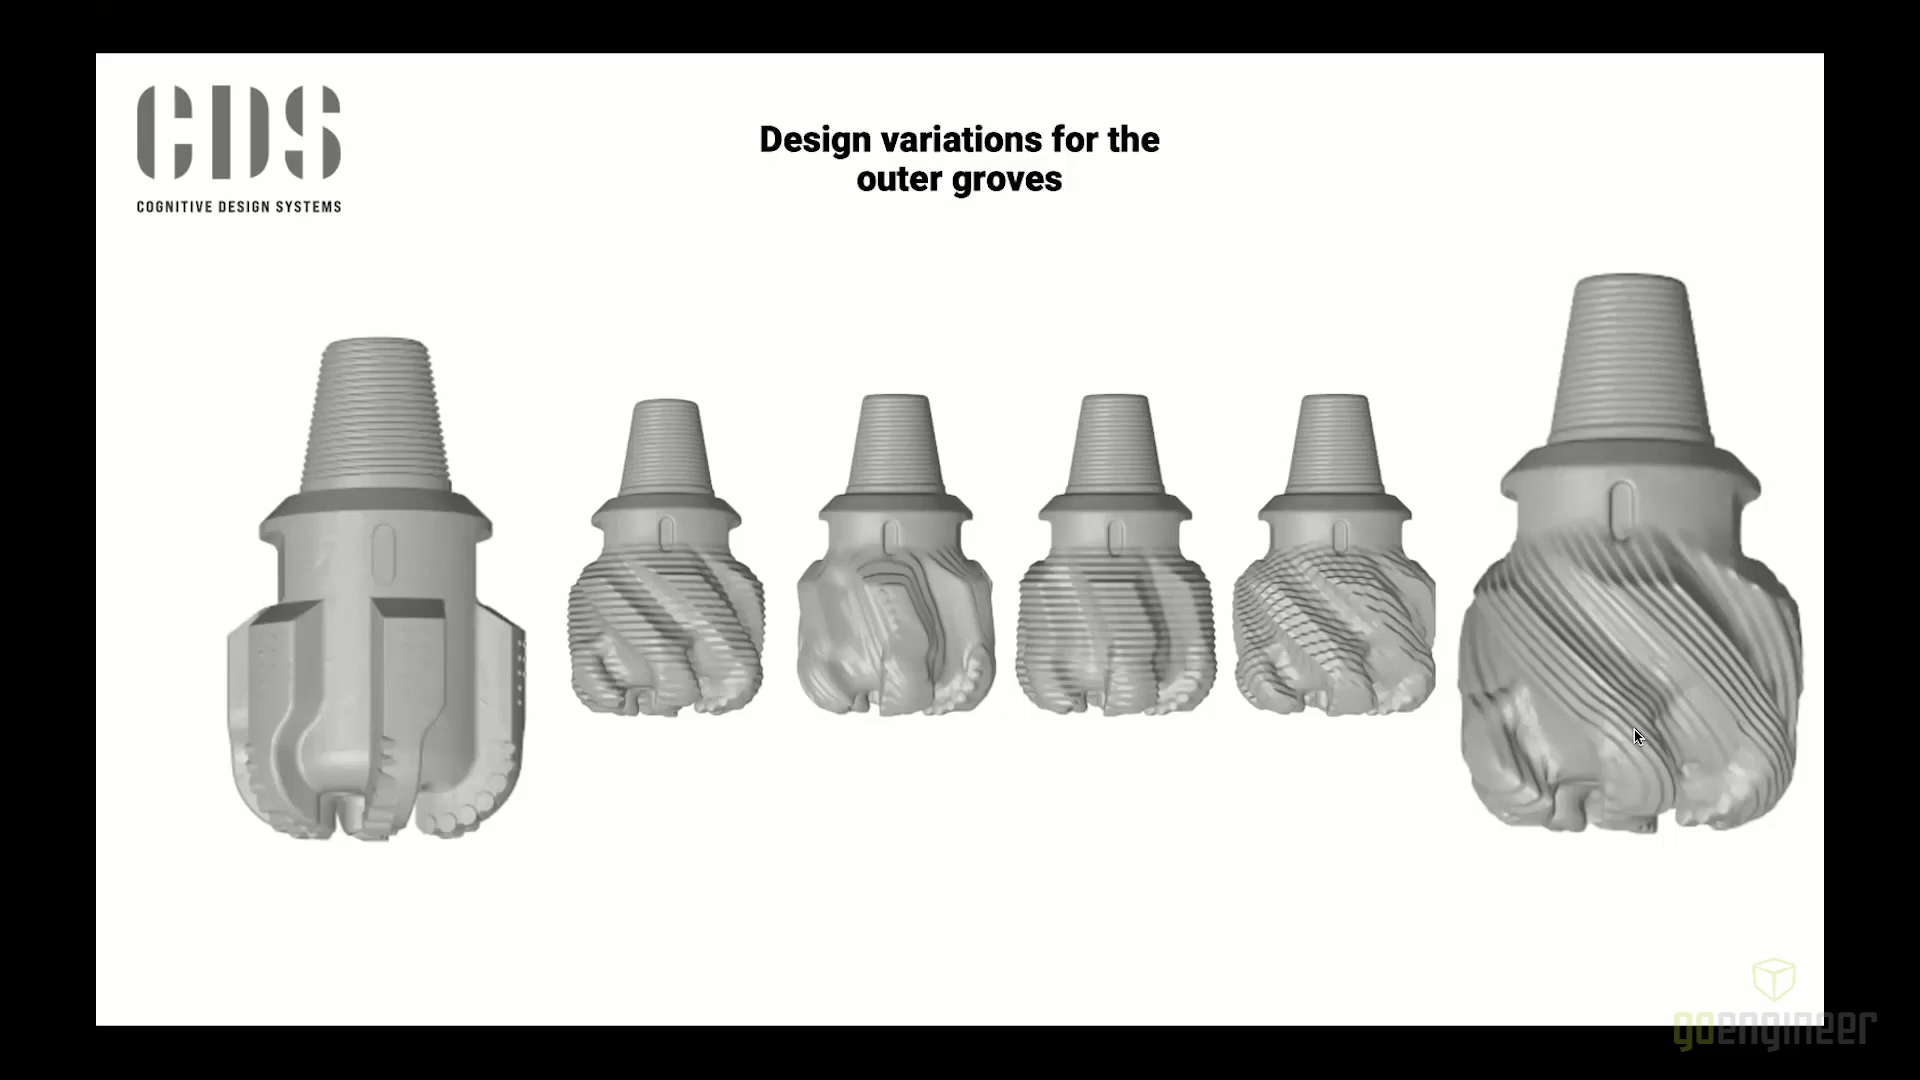 CDS
COGNITIVE DESIGN SYSTEMS
Design variations for the
outer groves
goengineer